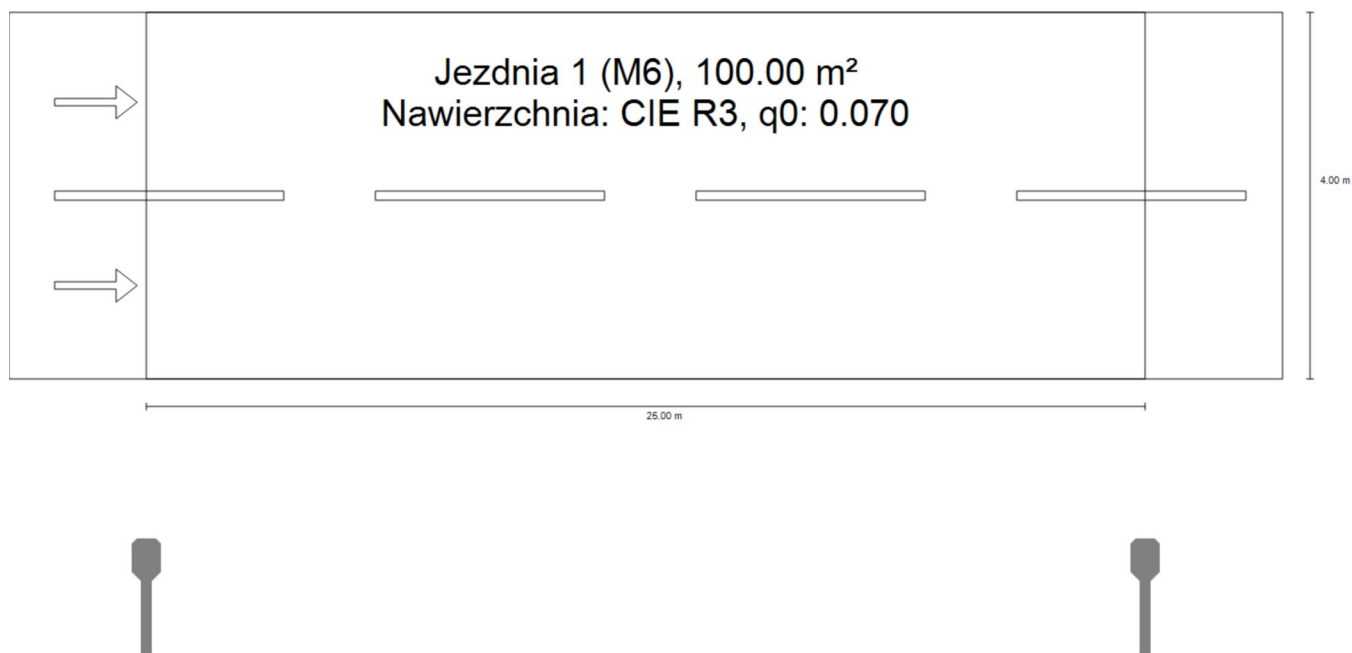 Jezdnia 1 (M6), 100.00 m²
Nawierzchnia: CIE R3, q0: 0.070
4.00 m
25.00 m